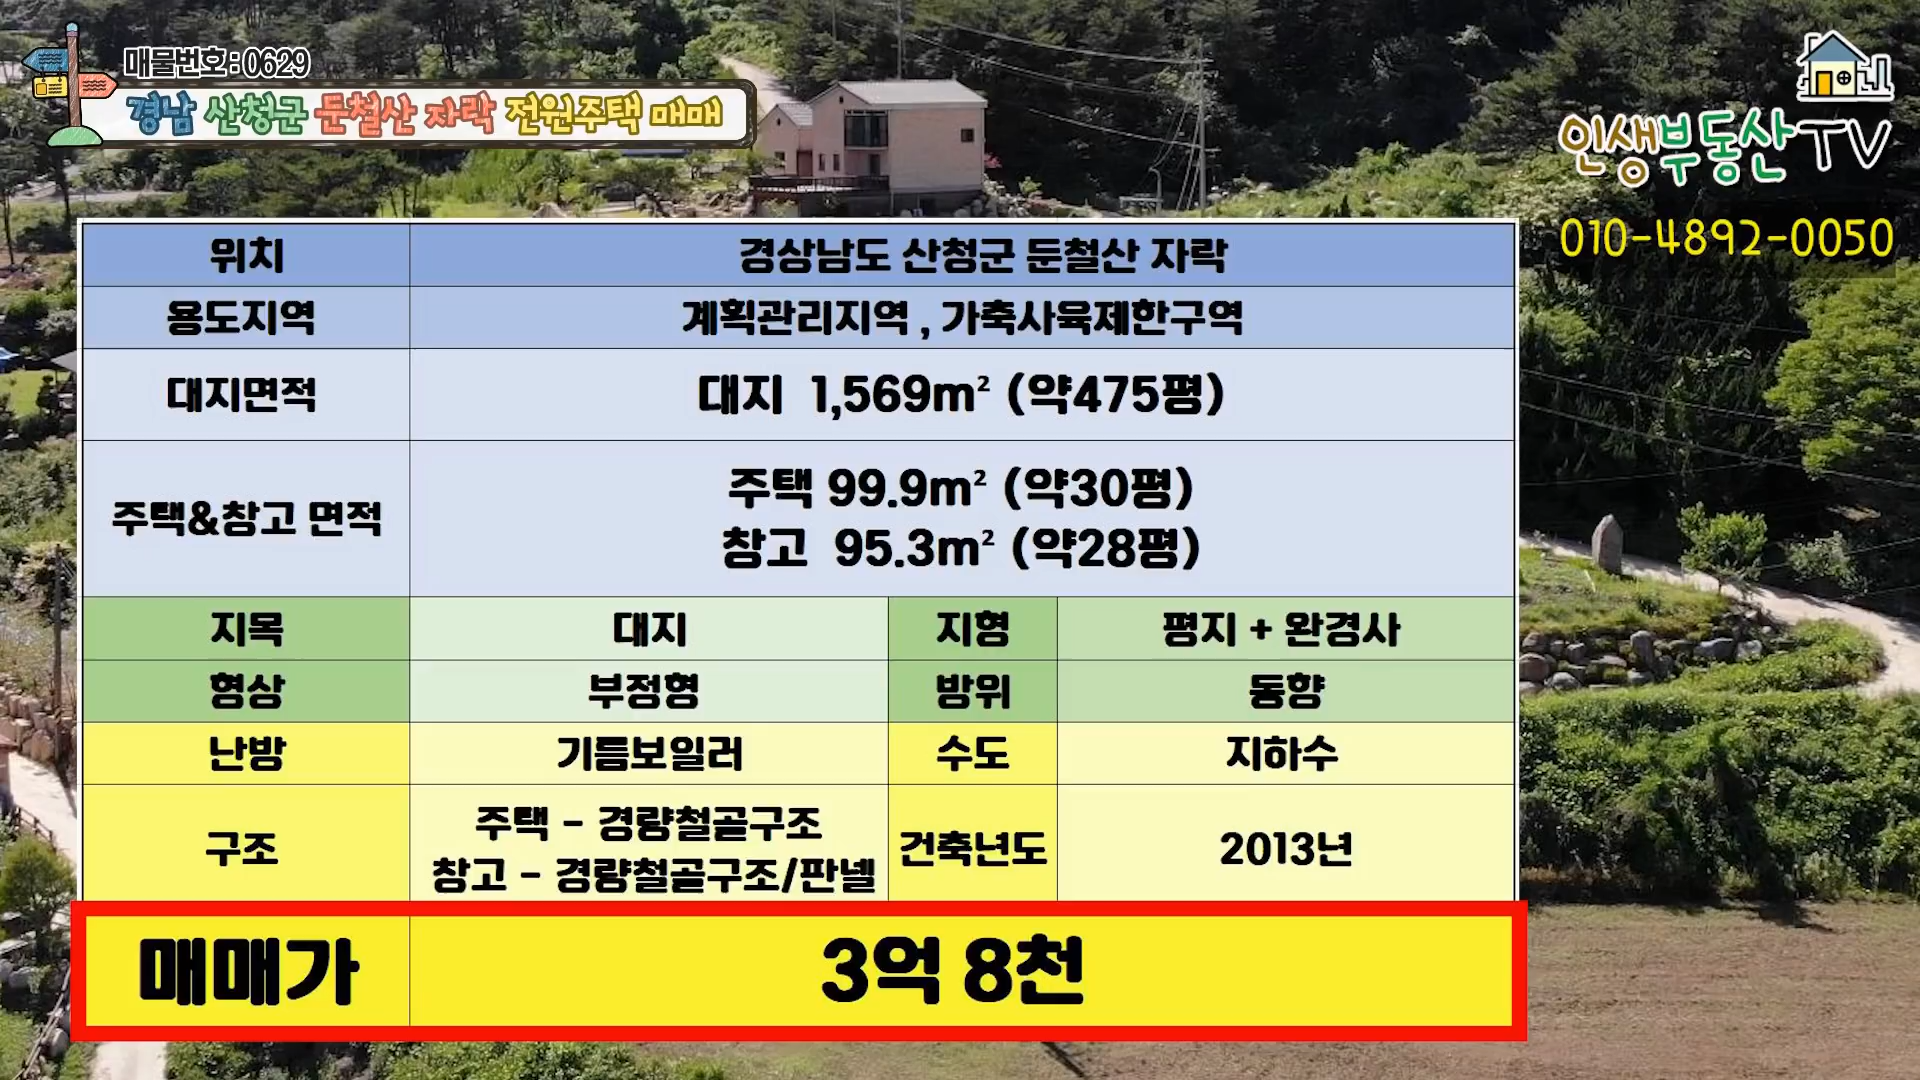 매물번호 : 0629
경남 산청군 둔철산 자락 전원주택 매매
인생부동산TV
010-4892-0050
위치 경상남도 산청군 둔철산 자락
용도지역 계획관리지역 , 가축사육제한구역
대지면적 대지 1,569m² (약475평)
주택&창고 면적 주택 99.9m² (약30평)
창고 95.3m² (약28평)
지목 대지 지형 평지 + 완경사
형상 부정형 방위 동향
난방 기름보일러 수도 지하수
구조 주택 - 경량철골구조
창고 - 경량철골구조/판넬
건축년도 2013년
매매가 3억 8천